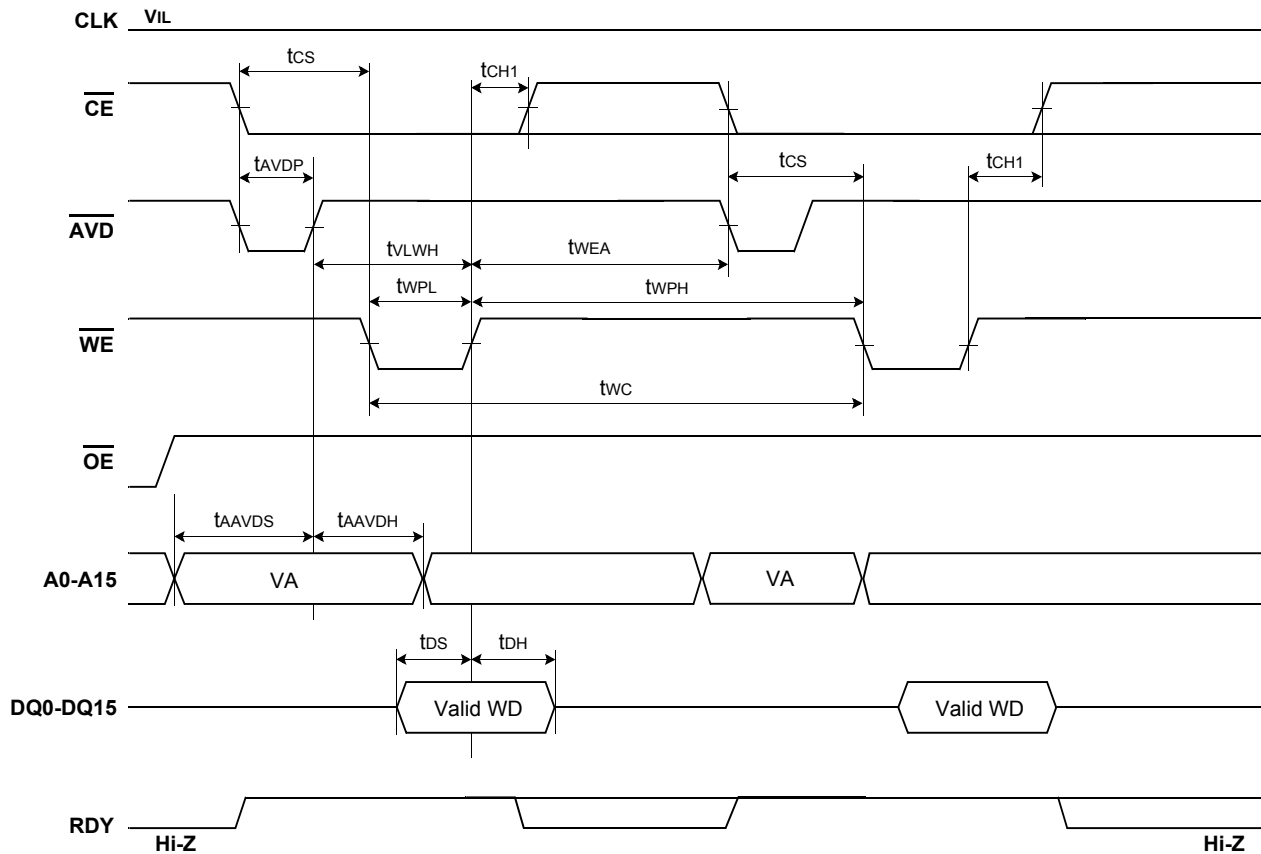 CLK VIL
tCS tCH1
CE
tAVDP tCS tCH1
AVD
tVLWH tWEA
tWPL tWPH
WE
tWC
OE
tAAVDS tAAVDH
A0-A15 VA VA
tDS tDH
DQ0-DQ15 Valid WD Valid WD
RDY
Hi-Z Hi-Z